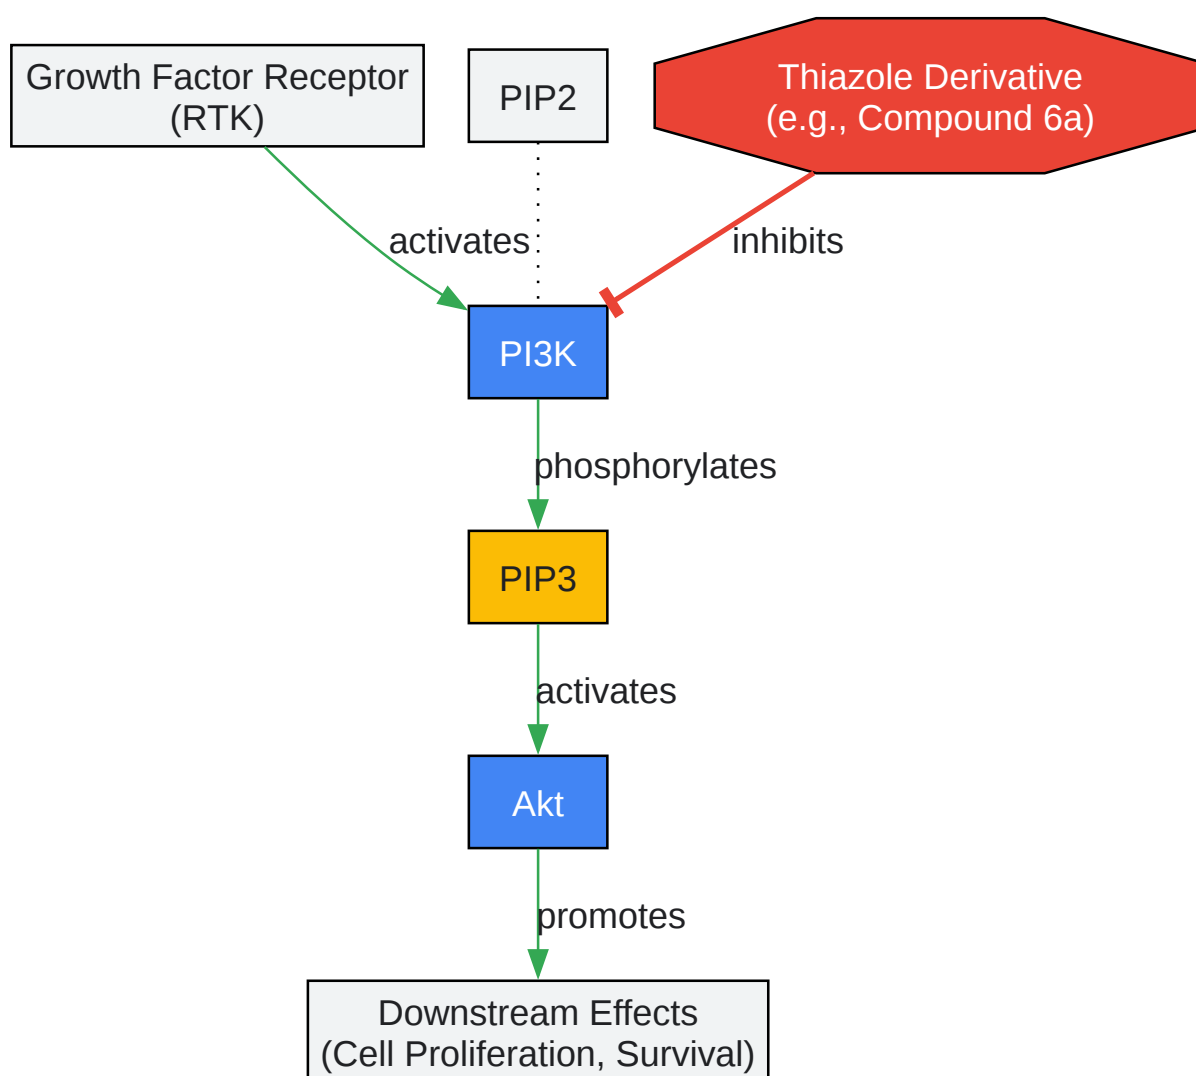 Growth Factor Receptor
(RTK)
PIP2
Thiazole Derivative
(e.g., Compound 6a)
activates
inhibits
PI3K
phosphorylates
PIP3
activates
Akt
promotes
Downstream Effects
(Cell Proliferation, Survival)